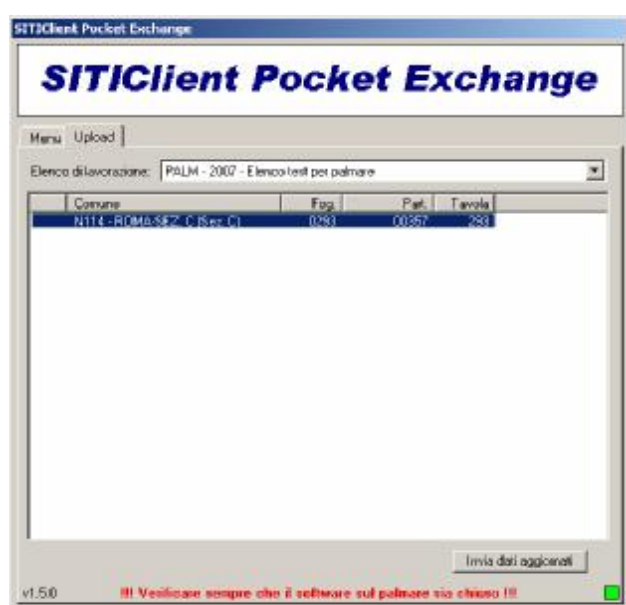 SITIClient Pocket Exchange
SITIClient Pocket Exchange
Menu Upload
Elenco di lavorazione: PALM - 2007 - Elenco test per palmare
Comune Fog. Part. Tavola
N114 - ROMA-SEZ. C (Sez. C) 0293 00357 293
Invia dati aggiornati
v1.5.0 !!! Verificare sempre che il software sul palmare sia chiuso !!!